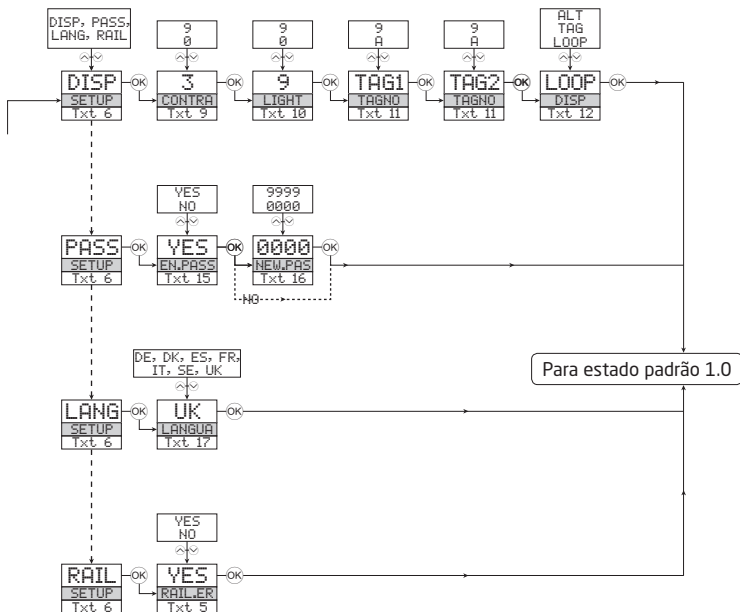 DISP, PASS,
LANG, RAIL
9
0
9
0
9
A
9
A
ALT
TAG
LOOP
DISP
SETUP
Txt 6
OK
3
CONTRA
Txt 9
OK
9
LIGHT
Txt 10
OK
TAG1
TAGNO
Txt 11
OK
TAG2
TAGNO
Txt 11
OK
LOOP
DISP
Txt 12
OK
YES
NO
9999
0000
PASS
SETUP
Txt 6
OK
YES
EN.PASS
Txt 15
OK
0000
NEW.PAS
Txt 16
OK
NO
Para estado padrão 1.0
DE, DK, ES, FR,
IT, SE, UK
LANG
SETUP
Txt 6
OK
UK
LANGUA
Txt 17
OK
YES
NO
RAIL
SETUP
Txt 6
OK
YES
RAIL.ER
Txt 5
OK